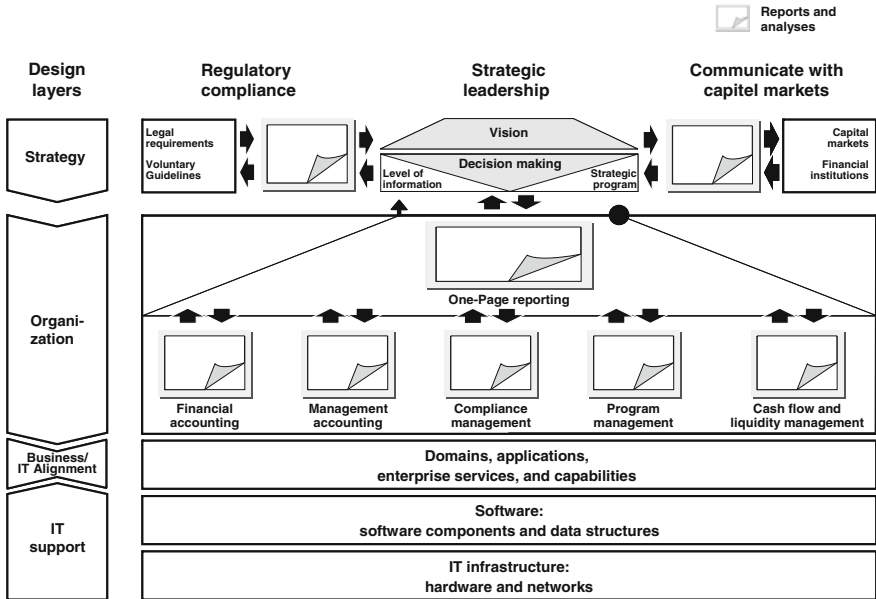 Reports and
analyses
Design
layers
Regulatory
compliance
Strategic
leadership
Communicate with
capitel markets
Strategy
Legal
requirements
Voluntary
Guidelines
Vision
Decision making
Level of
information
Strategic
program
Capital
markets
Financial
institutions
Organi-
zation
One-Page reporting
Financial
accounting
Management
accounting
Compliance
management
Program
management
Cash flow and
liquidity management
Business/
IT Alignment
Domains, applications,
enterprise services, and capabilities
IT
support
Software:
software components and data structures
IT infrastructure:
hardware and networks